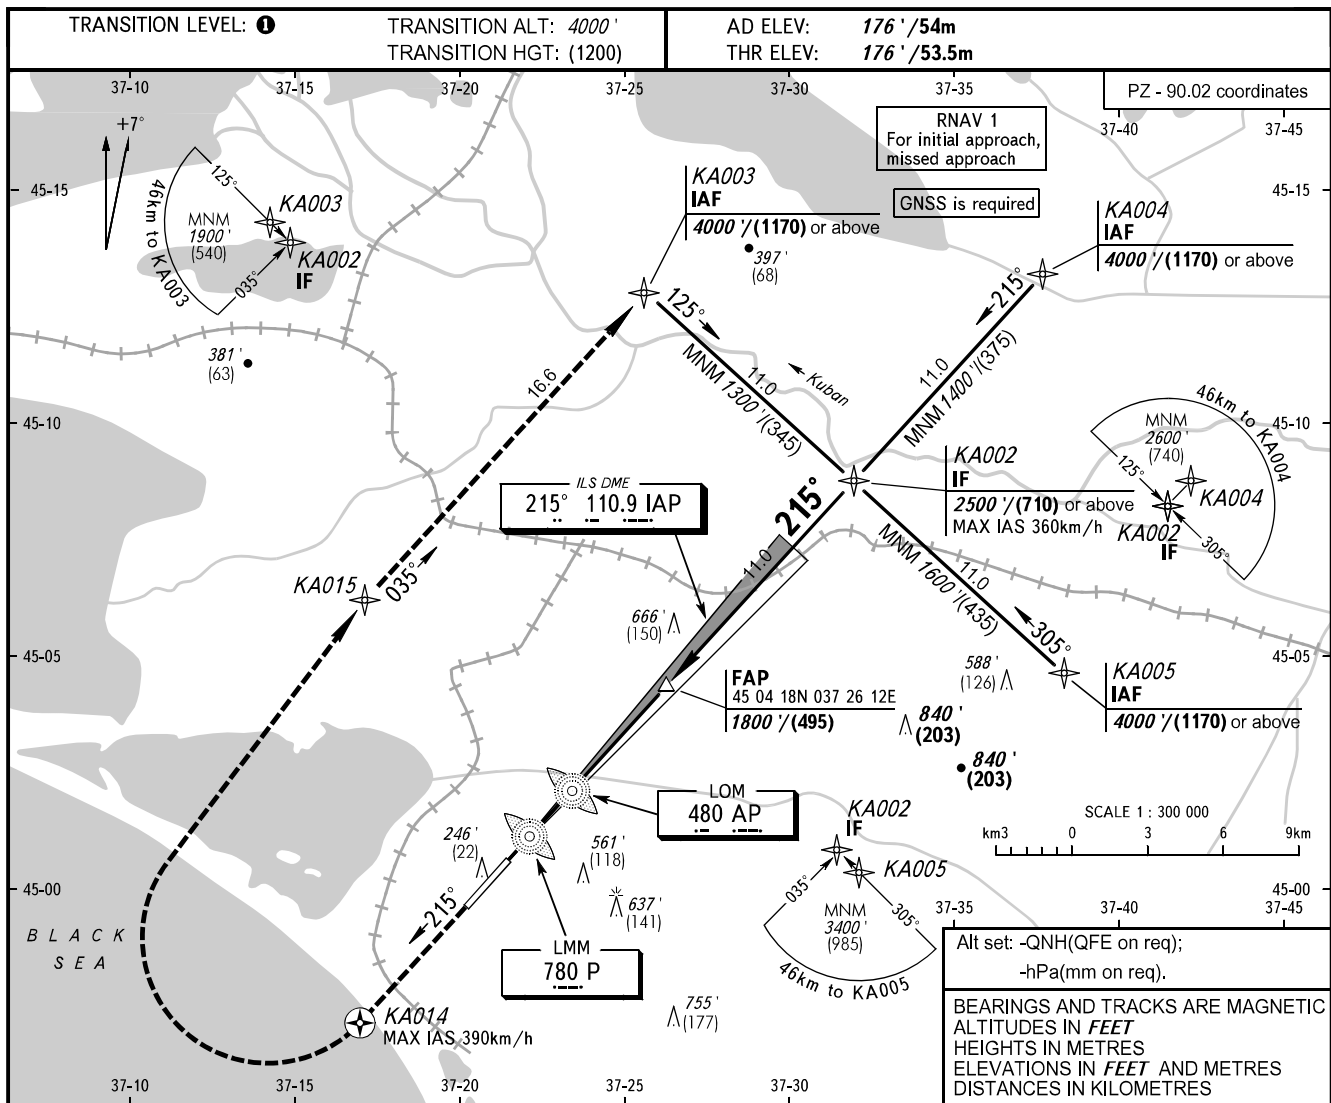 TRANSITION LEVEL: ❶
TRANSITION ALT: 4000 '
TRANSITION HGT: (1200)
AD ELEV: 176 '/54m
THR ELEV: 176 '/53.5m
37-10
37-15
37-20
37-25
37-30
37-35
PZ - 90.02 coordinates
37-40
37-45
+7°
RNAV 1
For initial approach,
missed approach
GNSS is required
45-15
45-15
125°
46km to KA003
MNM
1900 '
(540)
KA003
KA002
IF
035°
KA003
IAF
4000 '/(1170) or above
397 '
(68)
KA004
IAF
4000 '/(1170) or above
125°
215°
381 '
(63)
16.6
11.0
MNM 1300 '/(345)
Kuban
11.0
MNM 1400 '/(375)
45-10
45-10
46km to KA004
MNM
2600 '
(740)
125°
KA004
KA002
IF
305°
KA002
IF
2500 '/(710) or above
MAX IAS 360km/h
ILS DME
215° 110.9 IAP
215°
11.0
11.0
MNM 1600 '/(435)
305°
KA015
035°
666 '
(150)
45-05
45-05
588 '
(126)
FAP
45 04 18N 037 26 12E
1800 '/(495)
KA005
IAF
4000 '/(1170) or above
840 '
(203)
840 '
(203)
LOM
480 AP
KA002
IF
KA005
035°
305°
MNM
3400 '
(985)
46km to KA005
SCALE 1 : 300 000
km3 0 3 6 9km
246 '
(22)
561 '
(118)
637 '
(141)
45-00
45-00
37-35
37-40
37-45
215°
LMM
780 P
BLACK
SEA
KA014
MAX IAS 390km/h
755 '
(177)
Alt set: -QNH(QFE on req);
-hPa(mm on req).
BEARINGS AND TRACKS ARE MAGNETIC
ALTITUDES IN FEET
HEIGHTS IN METRES
ELEVATIONS IN FEET AND METRES
DISTANCES IN KILOMETRES
37-10
37-15
37-20
37-25
37-30